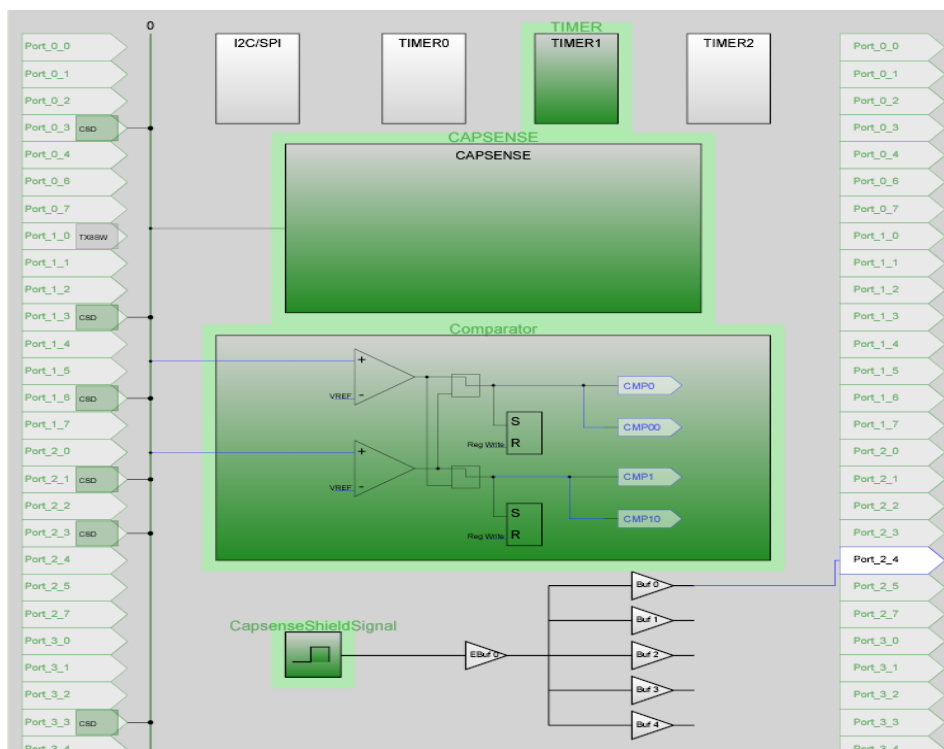 0
TIMER
I2C/SPI
TIMER0
TIMER1
TIMER2
CAPSENSE
CAPSENSE
Comparator
+
VREF
-
CMP0
CMP00
S
Reg Write
R
+
VREF
-
CMP1
CMP10
S
Reg Write
R
CapsenseShieldSignal
EBuf 0
Buf 0
Buf 1
Buf 2
Buf 3
Buf 4
Port_0_0
Port_0_1
Port_0_2
Port_0_3 CSD
Port_0_4
Port_0_6
Port_0_7
Port_1_0 TX8SW
Port_1_1
Port_1_2
Port_1_3 CSD
Port_1_4
Port_1_5
Port_1_6 CSD
Port_1_7
Port_2_0
Port_2_1 CSD
Port_2_2
Port_2_3 CSD
Port_2_4
Port_2_5
Port_2_7
Port_3_0
Port_3_1
Port_3_2
Port_3_3 CSD
Port_3_4
Port_0_0
Port_0_1
Port_0_2
Port_0_3
Port_0_4
Port_0_6
Port_0_7
Port_1_0
Port_1_1
Port_1_2
Port_1_3
Port_1_4
Port_1_5
Port_1_6
Port_1_7
Port_2_0
Port_2_1
Port_2_2
Port_2_3
Port_2_4
Port_2_5
Port_2_7
Port_3_0
Port_3_1
Port_3_2
Port_3_3
Port_3_4